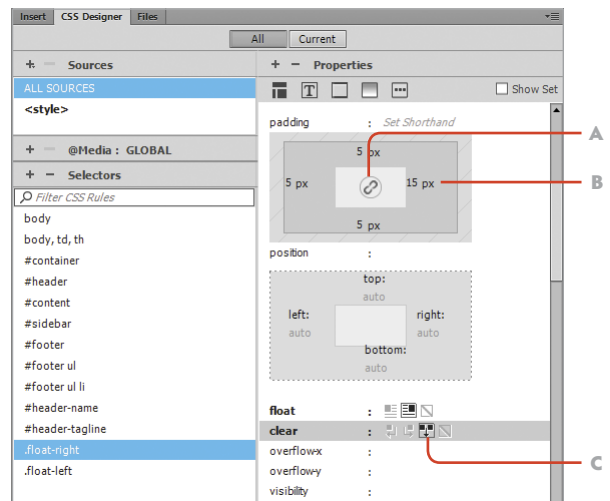 Insert CSS Designer Files
All Current
+ − Sources
ALL SOURCES
<style>
+ − @Media : GLOBAL
+ − Selectors
Filter CSS Rules
body
body, td, th
#container
#header
#content
#sidebar
#footer
#footer ul
#footer ul li
#header-name
#header-tagline
.float-right
.float-left
+ − Properties
T Show Set
padding : Set Shorthand
5 px
5 px 15 px
5 px
position :
top:
auto
left: right:
auto auto
bottom:
auto
float :
clear :
overflow-x :
overflow-y :
visibility :
A
B
C